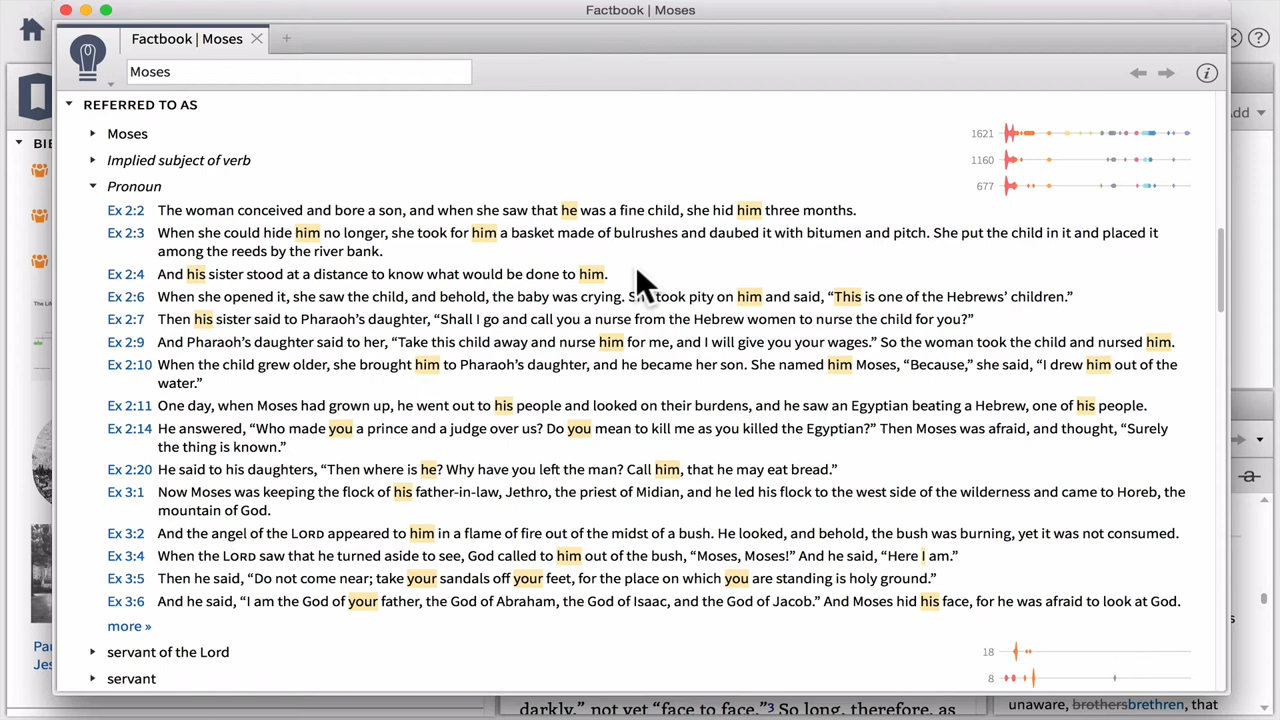 Factbook | Moses
Factbook | Moses
Moses
Add
REFERRED TO AS
Moses
1621
Implied subject of verb
1160
Pronoun
677
Ex 2:2 The woman conceived and bore a son, and when she saw that he was a fine child, she hid him three months.
Ex 2:3 When she could hide him no longer, she took for him a basket made of bulrushes and daubed it with bitumen and pitch. She put the child in it and placed it
among the reeds by the river bank.
Ex 2:4 And his sister stood at a distance to know what would be done to him.
Ex 2:6 When she opened it, she saw the child, and behold, the baby was crying. took pity on him and said, “This is one of the Hebrews’ children.”
Ex 2:7 Then his sister said to Pharaoh’s daughter, “Shall I go and call you a nurse from the Hebrew women to nurse the child for you?”
Ex 2:9 And Pharaoh’s daughter said to her, “Take this child away and nurse him for me, and I will give you your wages.” So the woman took the child and nursed him.
Ex 2:10 When the child grew older, she brought him to Pharaoh’s daughter, and he became her son. She named him Moses, “Because,” she said, “I drew him out of the
water.”
Ex 2:11 One day, when Moses had grown up, he went out to his people and looked on their burdens, and he saw an Egyptian beating a Hebrew, one of his people.
Ex 2:14 He answered, “Who made you a prince and a judge over us? Do you mean to kill me as you killed the Egyptian?” Then Moses was afraid, and thought, “Surely
the thing is known.”
Ex 2:20 He said to his daughters, “Then where is he? Why have you left the man? Call him, that he may eat bread.”
Ex 3:1 Now Moses was keeping the flock of his father-in-law, Jethro, the priest of Midian, and he led his flock to the west side of the wilderness and came to Horeb, the
mountain of God.
Ex 3:2 And the angel of the LORD appeared to him in a flame of fire out of the midst of a bush. He looked, and behold, the bush was burning, yet it was not consumed.
Ex 3:4 When the LORD saw that he turned aside to see, God called to him out of the bush, “Moses, Moses!” And he said, “Here I am.”
Ex 3:5 Then he said, “Do not come near; take your sandals off your feet, for the place on which you are standing is holy ground.”
Ex 3:6 And he said, “I am the God of your father, the God of Abraham, the God of Isaac, and the God of Jacob.” And Moses hid his face, for he was afraid to look at God.
more »
servant of the Lord
18
servant
8
BIE
The Li
Pau
Jes
darkly,” not yet “face to face.”3 So long, therefore, as
unaware, brothersbrethren, that